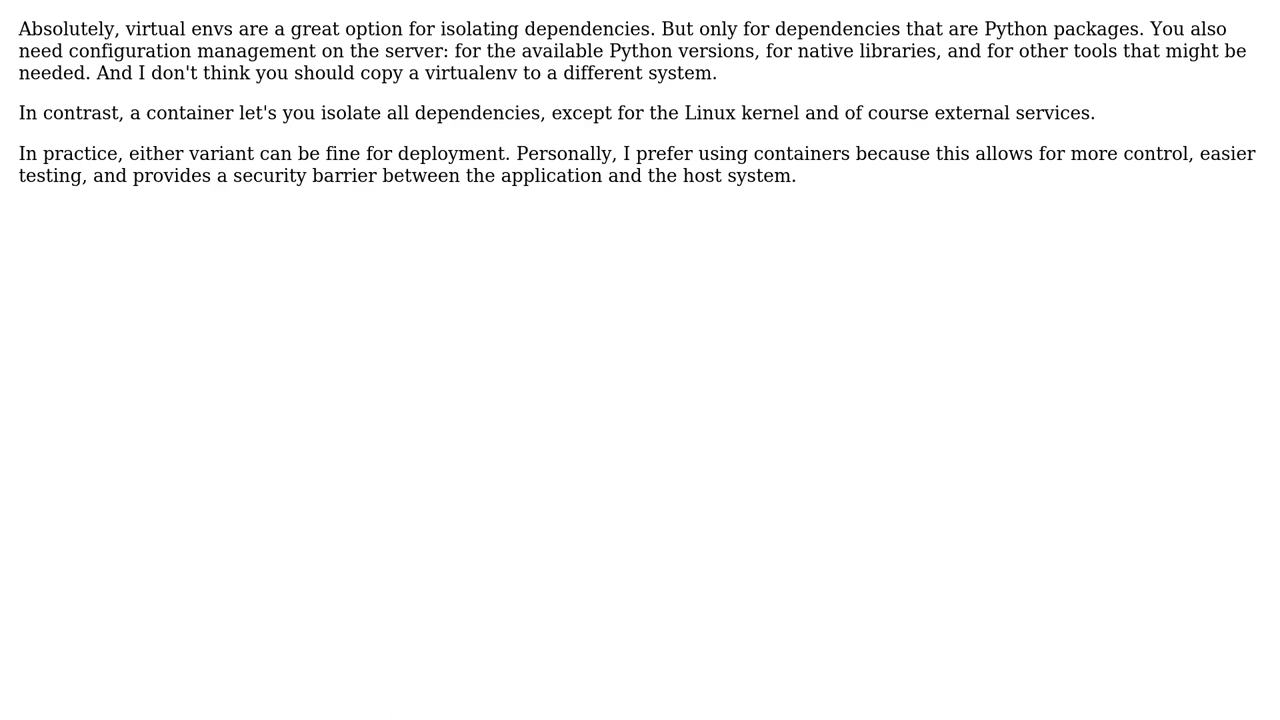 Absolutely, virtual envs are a great option for isolating dependencies. But only for dependencies that are Python packages. You also
need configuration management on the server: for the available Python versions, for native libraries, and for other tools that might be
needed. And I don't think you should copy a virtualenv to a different system.
In contrast, a container let's you isolate all dependencies, except for the Linux kernel and of course external services.
In practice, either variant can be fine for deployment. Personally, I prefer using containers because this allows for more control, easier
testing, and provides a security barrier between the application and the host system.